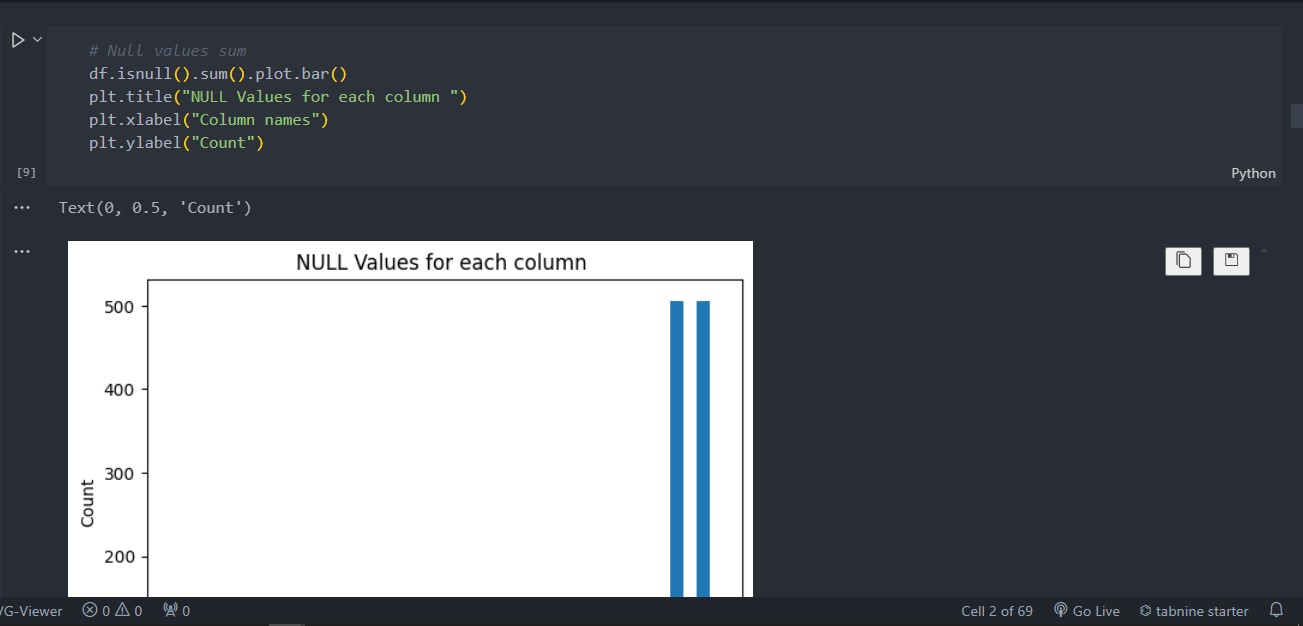 # Null values sum
df.isnull().sum().plot.bar()
plt.title("NULL Values for each column ")
plt.xlabel("Column names")
plt.ylabel("Count")
[9]
Python
Text(0, 0.5, 'Count')
NULL Values for each column
500
400
300
200
Count
/G-Viewer 0 0 0 Cell 2 of 69 Go Live tabnine starter